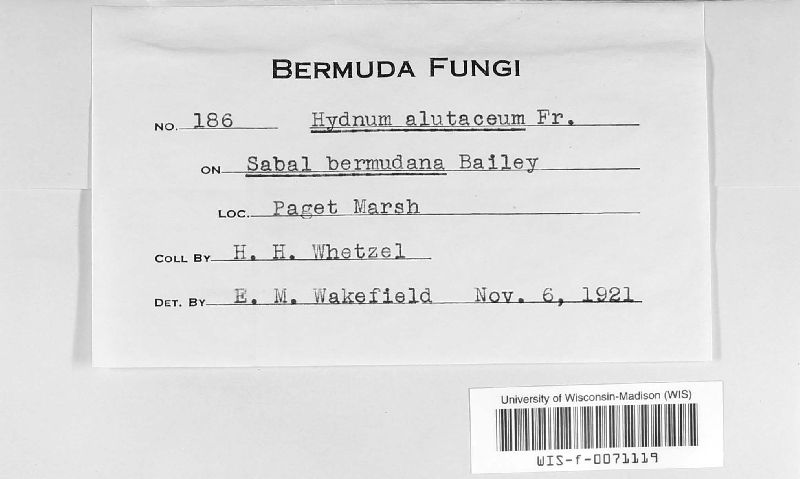 BERMUDA FUNGI
NO. 186 Hydnum alutaceum Fr.
ON Sabal bermudana Bailey
LOC. Paget Marsh
COLL BY H. H. Whetzel
DET. BY E. M. Wakefield Nov. 6, 1921
University of Wisconsin-Madison (WIS)
WIS-f-0071119